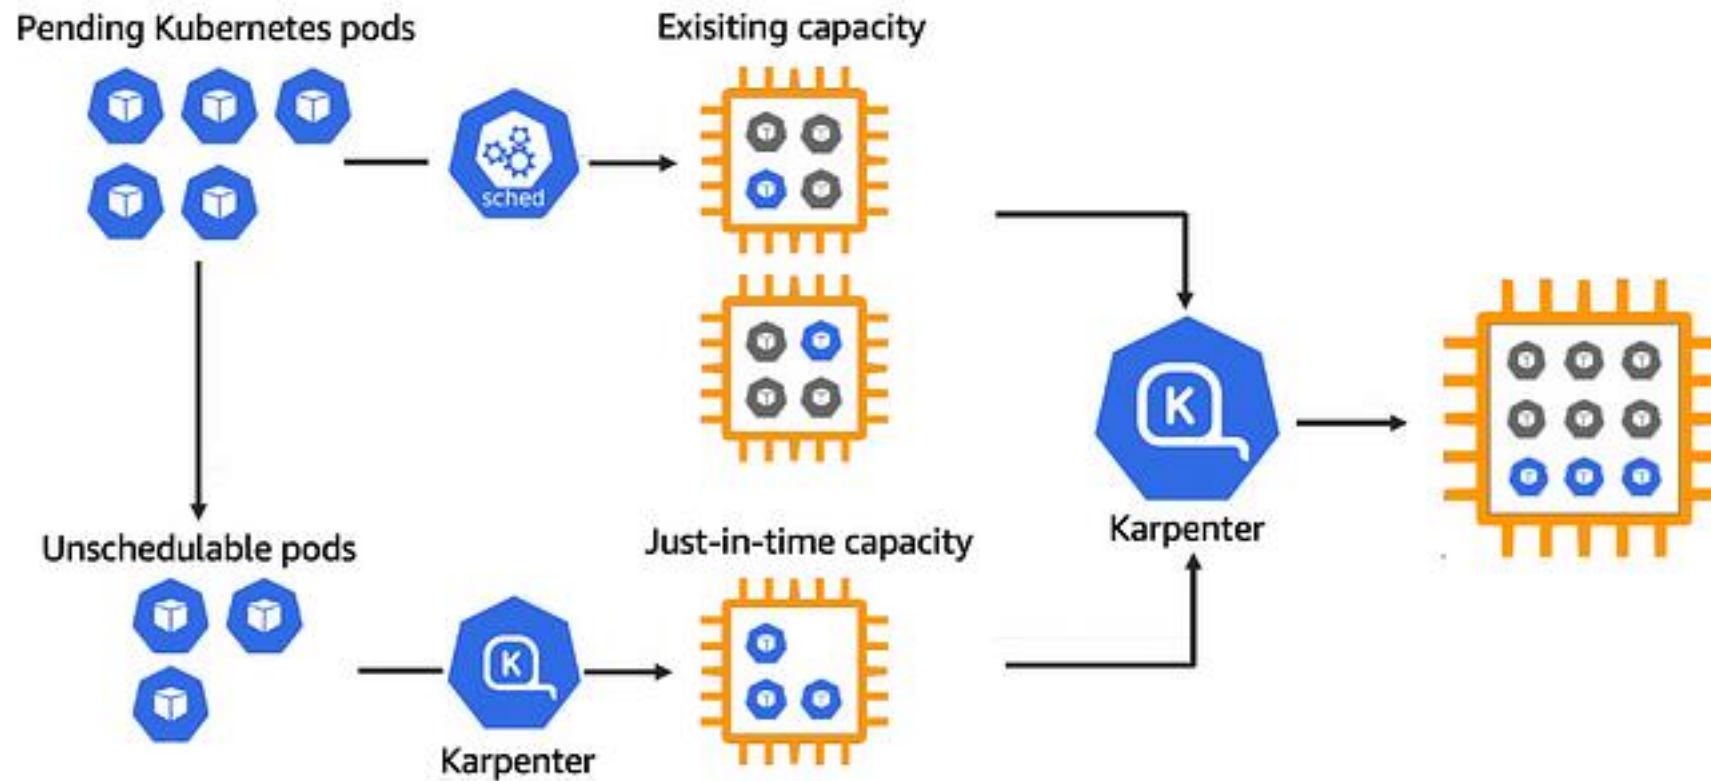 Pending Kubernetes pods
Exisiting capacity
sched
K
Karpenter
Unschedulable pods
Just-in-time capacity
K
Karpenter